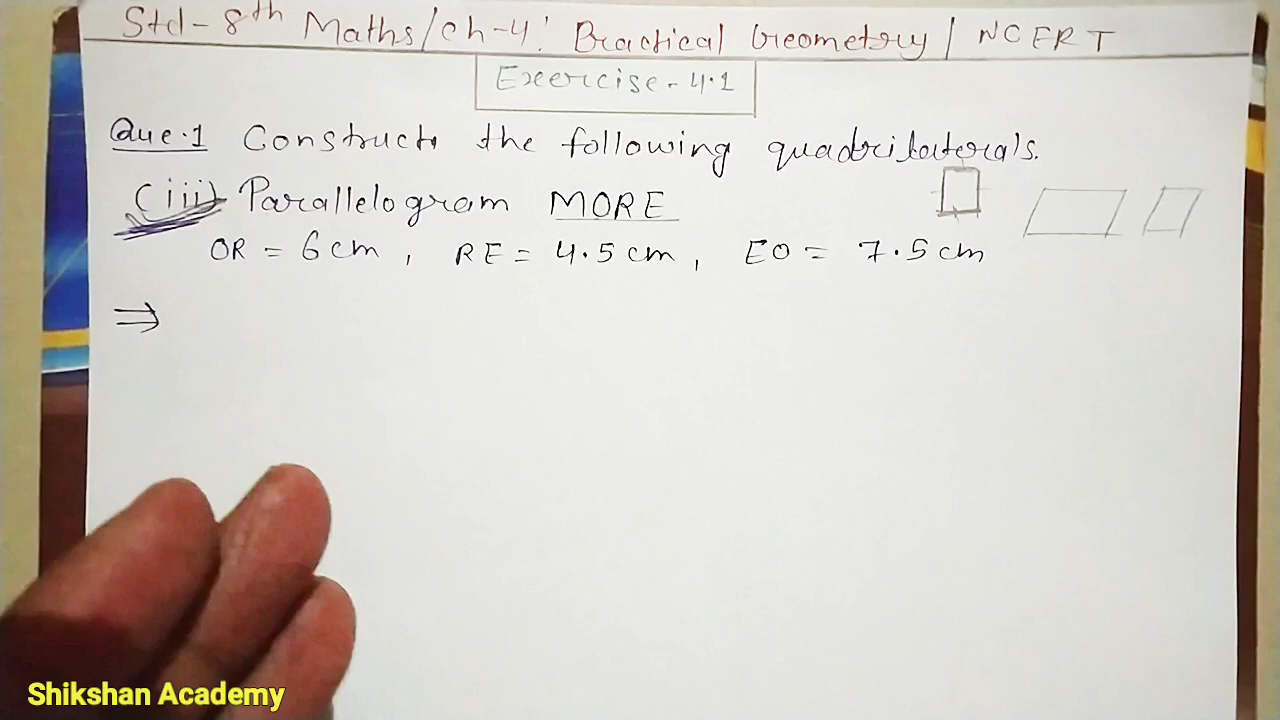 Std- 8th Maths/ch-4: Practical Geometry / NCERT
Exercise-4.1
Que.1 Construct the following quadrilaterals.
(iii) Parallelogram MORE
OR = 6 cm, RE = 4.5 cm, EO = 7.5 cm
⇒
Shikshan Academy